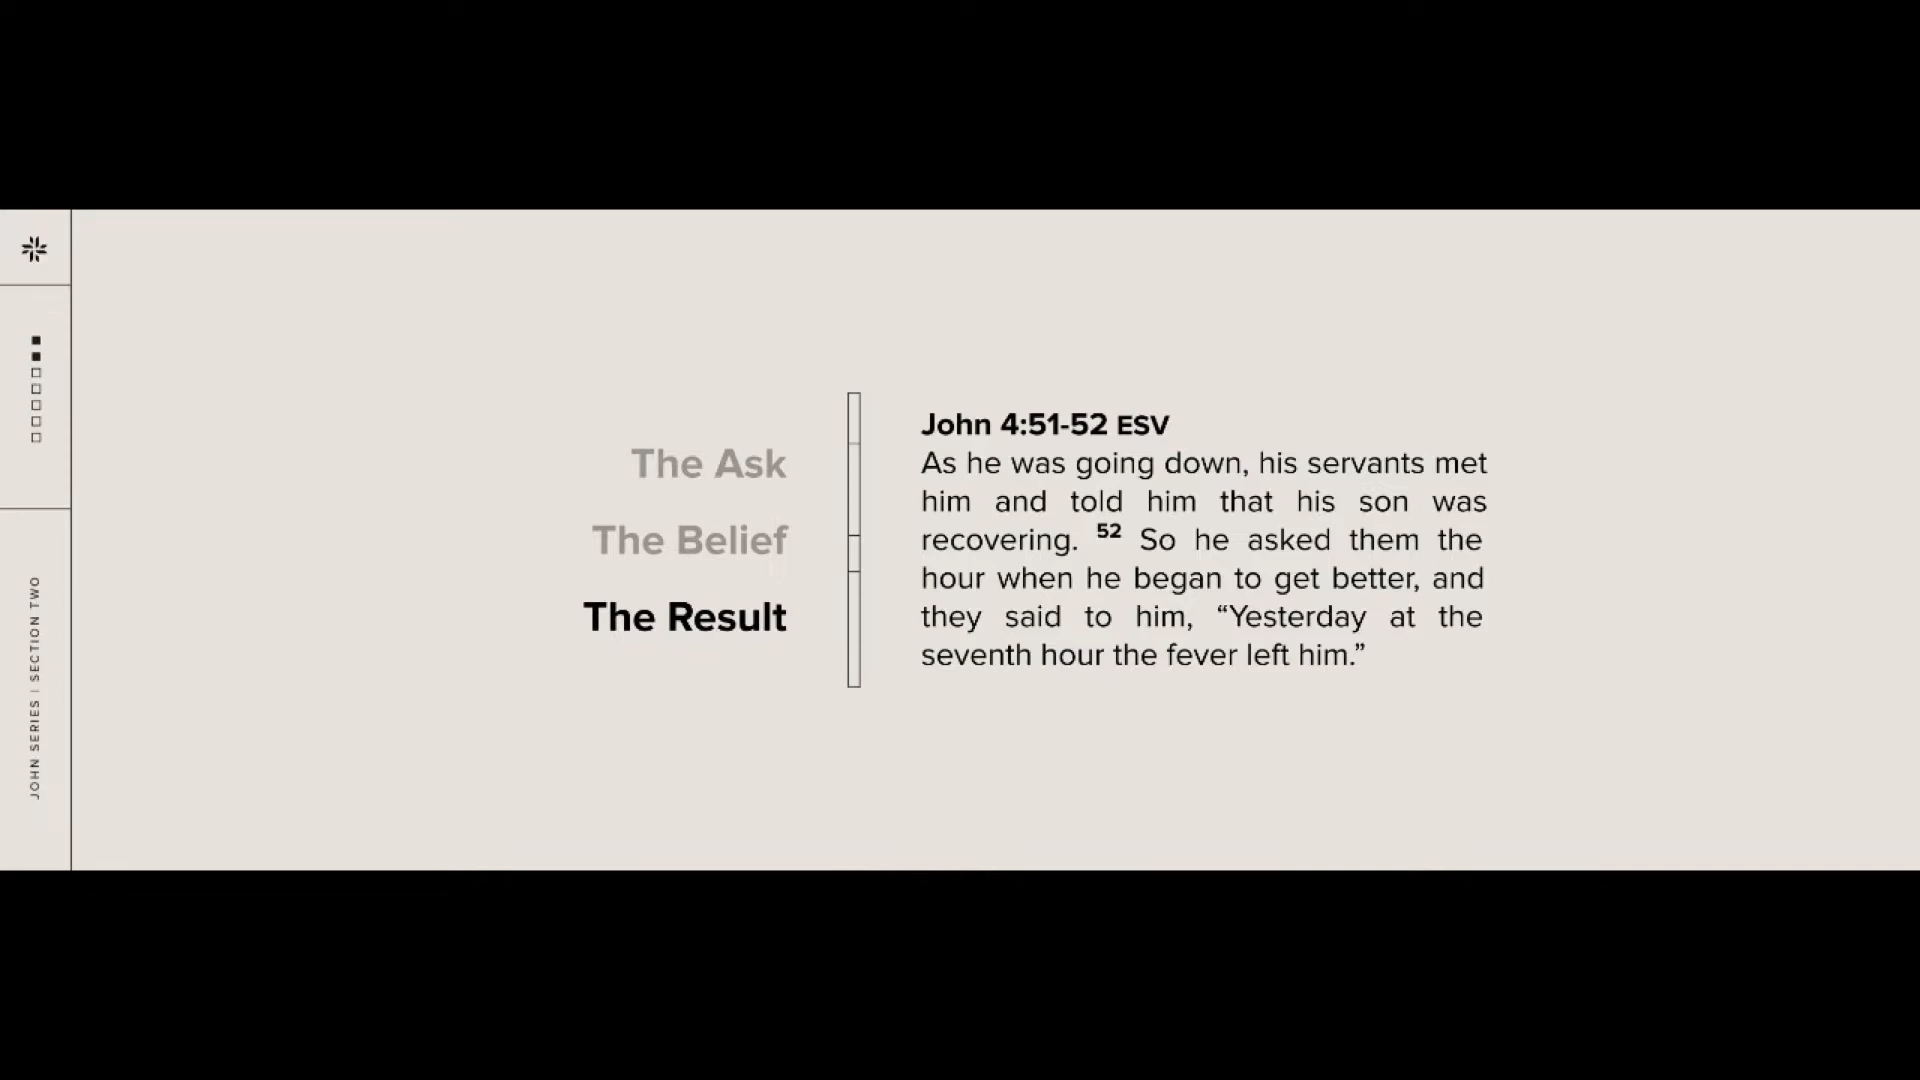 The Ask
The Belief
The Result
John 4:51-52 ESV
As he was going down, his servants met
him and told him that his son was
recovering. 52 So he asked them the
hour when he began to get better, and
they said to him, “Yesterday at the
seventh hour the fever left him.”
JOHN SERIES | SECTION TWO